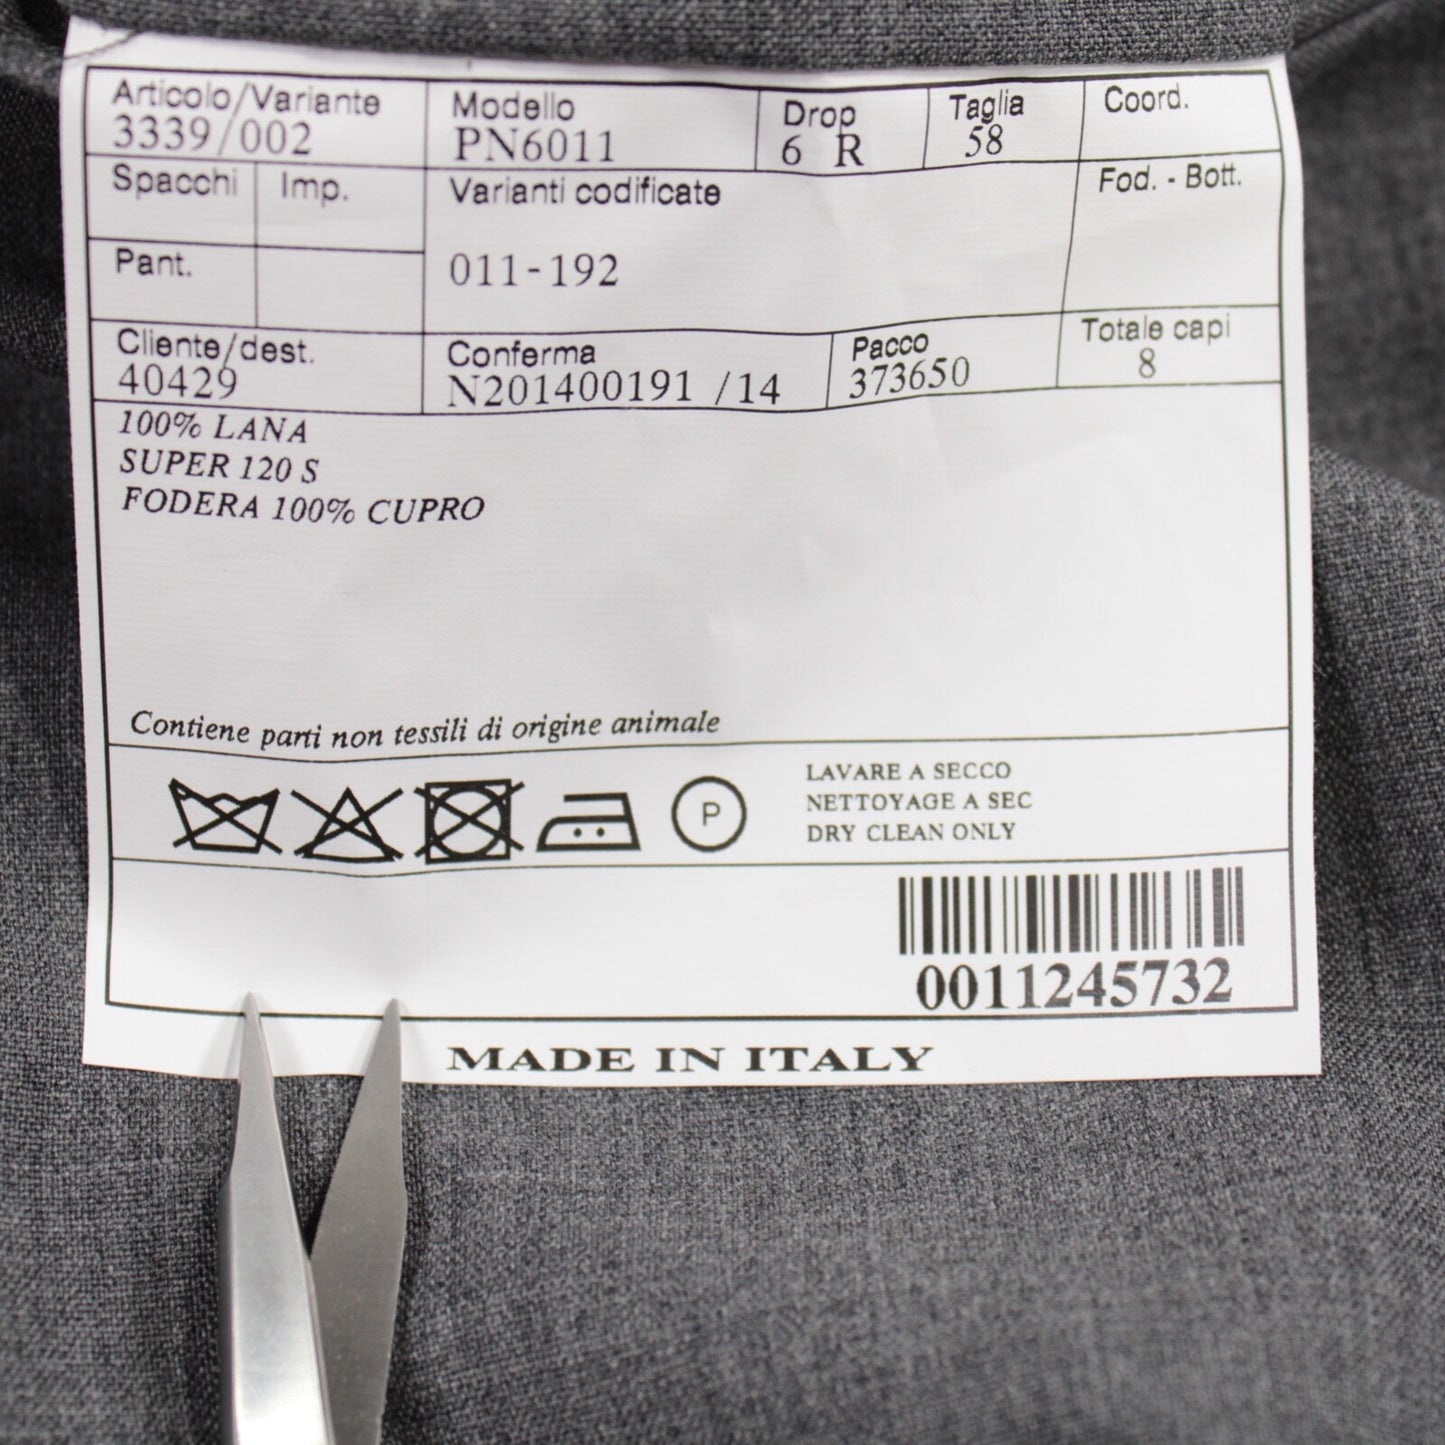 Articolo/Variante Modello Drop Taglia Coord.
3339/002 PN6011 6 R 58
Spacchi Imp. Varianti codificate Fod. - Bott.
Pant. 011-192
Cliente/dest. Conferma Pacco Totale capi
40429 N201400191 /14 373650 8
100% LANA
SUPER 120 S
FODERA 100% CUPRO
Contiene parti non tessili di origine animale
P
LAVARE A SECCO
NETTOYAGE A SEC
DRY CLEAN ONLY
0011245732
MADE IN ITALY